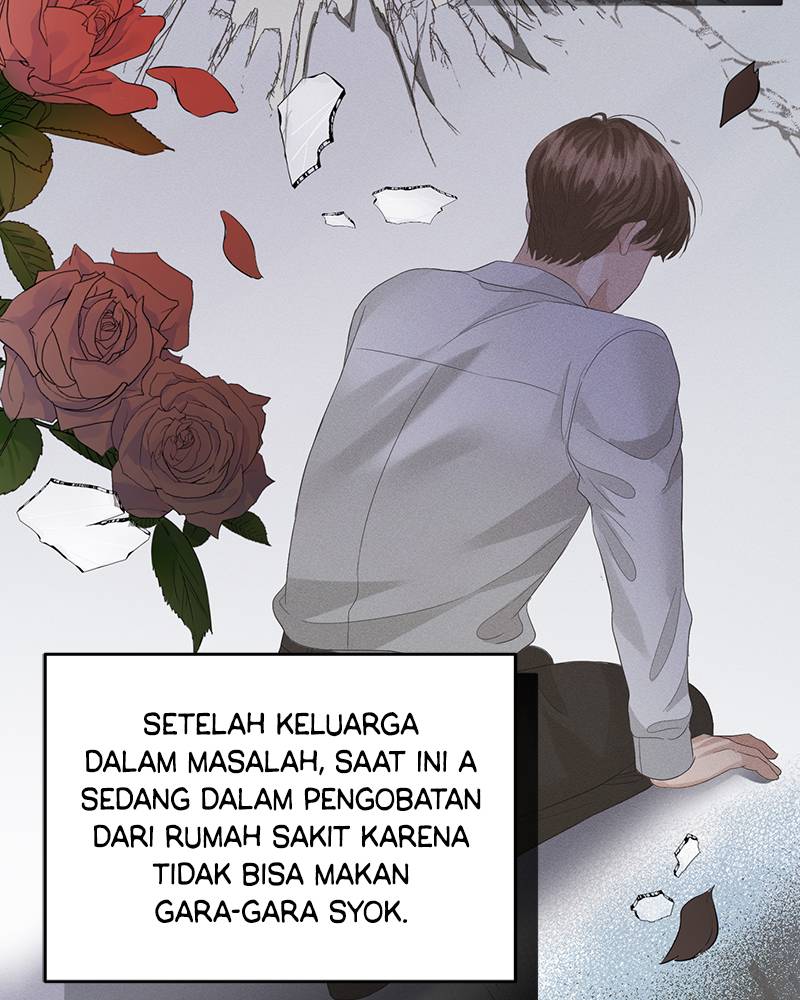 SETELAH KELUARGA
DALAM MASALAH, SAAT INI A
SEDANG DALAM PENGOBATAN
DARI RUMAH SAKIT KARENA
TIDAK BISA MAKAN
GARA-GARA SYOK.